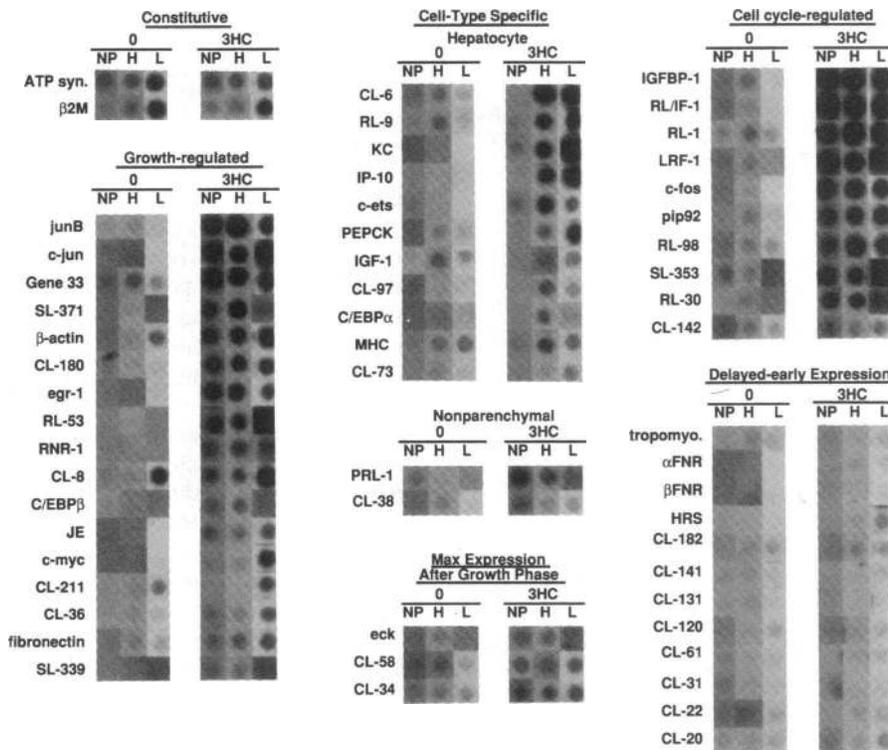 Constitutive
0 3HC
NP H L NP H L
ATP syn.
β2M
Growth-regulated
0 3HC
NP H L NP H L
junB
c-jun
Gene 33
SL-371
β-actin
CL-180
egr-1
RL-53
RNR-1
CL-8
C/EBPβ
JE
c-myc
CL-211
CL-36
fibronectin
SL-339
Cell-Type Specific
Hepatocyte
0 3HC
NP H L NP H L
CL-6
RL-9
KC
IP-10
c-ets
PEPCK
IGF-1
CL-97
C/EBPα
MHC
CL-73
Nonparenchymal
0 3HC
NP H L NP H L
PRL-1
CL-38
Max Expression
After Growth Phase
0 3HC
NP H L NP H L
eck
CL-58
CL-34
Cell cycle-regulated
0 3HC
NP H L NP H L
IGFBP-1
RL/IF-1
RL-1
LRF-1
c-fos
pip92
RL-98
SL-353
RL-30
CL-142
Delayed-early Expression
0 3HC
NP H L NP H L
tropomyo.
αFNR
βFNR
HRS
CL-182
CL-141
CL-131
CL-120
CL-61
CL-31
CL-22
CL-20